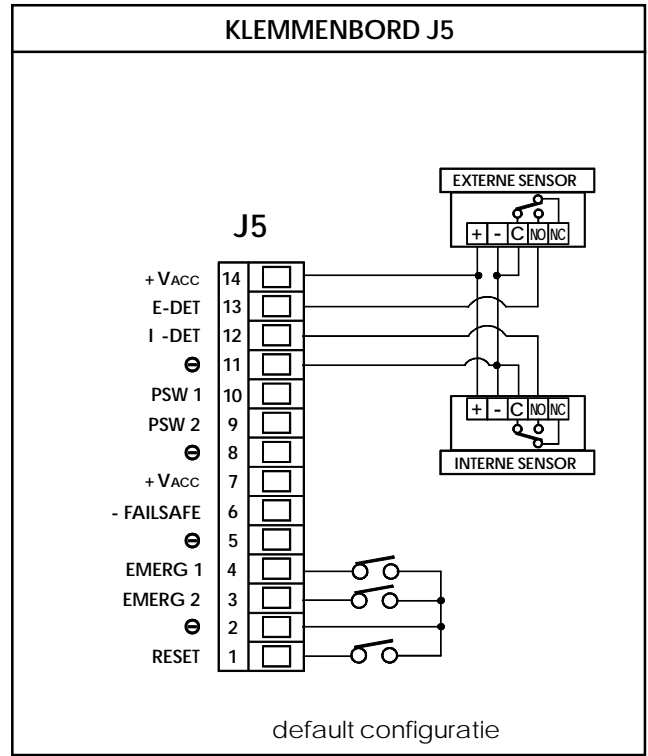 KLEMMENBORD J5
EXTERNE SENSOR
+ - C NO NC
J5
+ VACC 14
E-DET 13
I -DET 12
⊖ 11
PSW 1 10
PSW 2 9
⊖ 8
+ VACC 7
- FAILSAFE 6
⊖ 5
EMERG 1 4
EMERG 2 3
⊖ 2
RESET 1
+ - C NO NC
INTERNE SENSOR
default configuratie